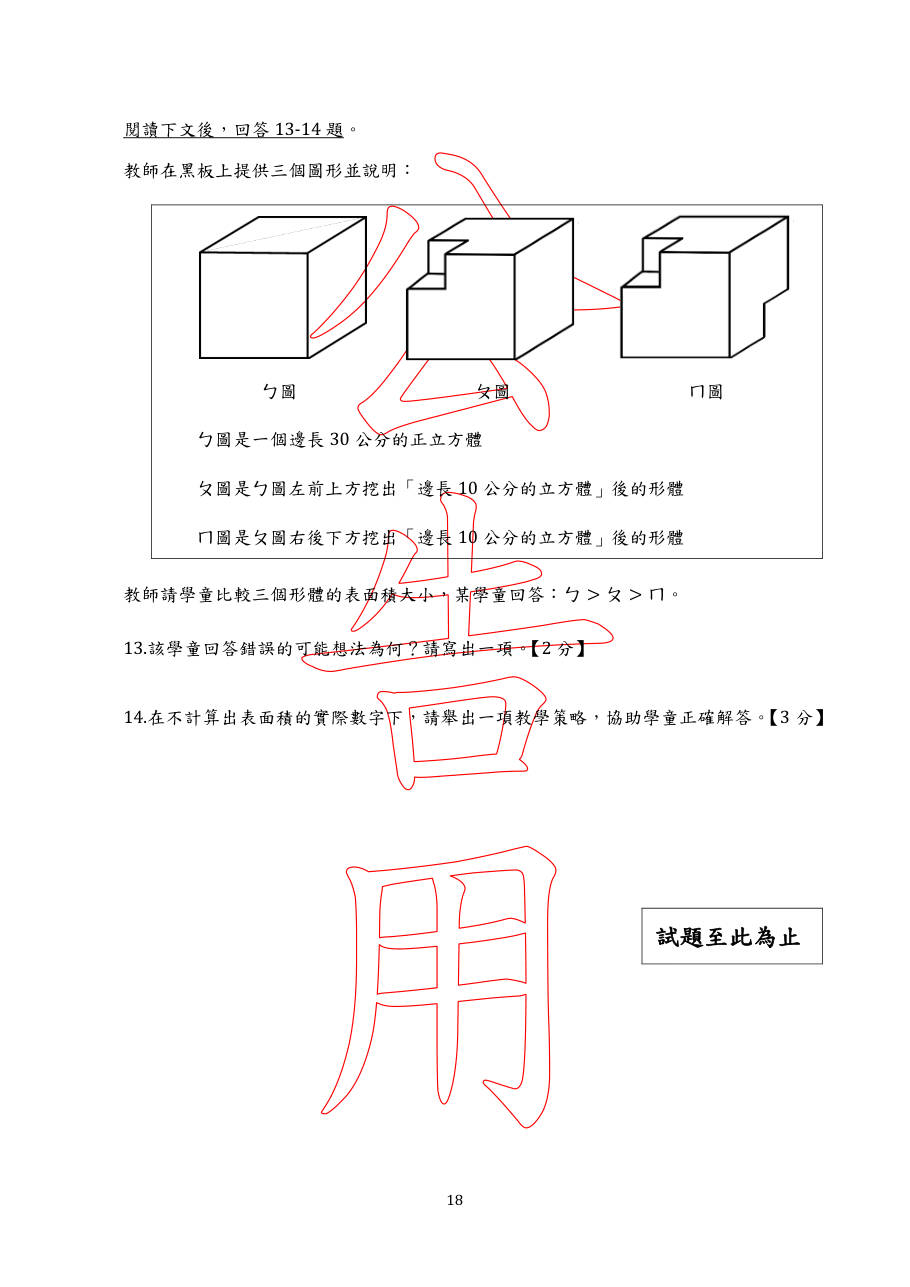 閱讀下文後，回答 13-14 題。
教師在黑板上提供三個圖形並說明：
ㄅ圖 ㄆ圖 ㄇ圖
ㄅ圖是一個邊長 30 公分的正立方體
ㄆ圖是ㄅ圖左前上方挖出「邊長 10 公分的立方體」後的形體
ㄇ圖是ㄆ圖右後下方挖出「邊長 10 公分的立方體」後的形體
教師請學童比較三個形體的表面積大小，某學童回答：ㄅ＞ㄆ＞ㄇ。
13.該學童回答錯誤的可能想法為何？請寫出一項。【2 分】
14.在不計算出表面積的實際數字下，請舉出一項教學策略，協助學童正確解答。【3 分】
公告用
試題至此為止
18